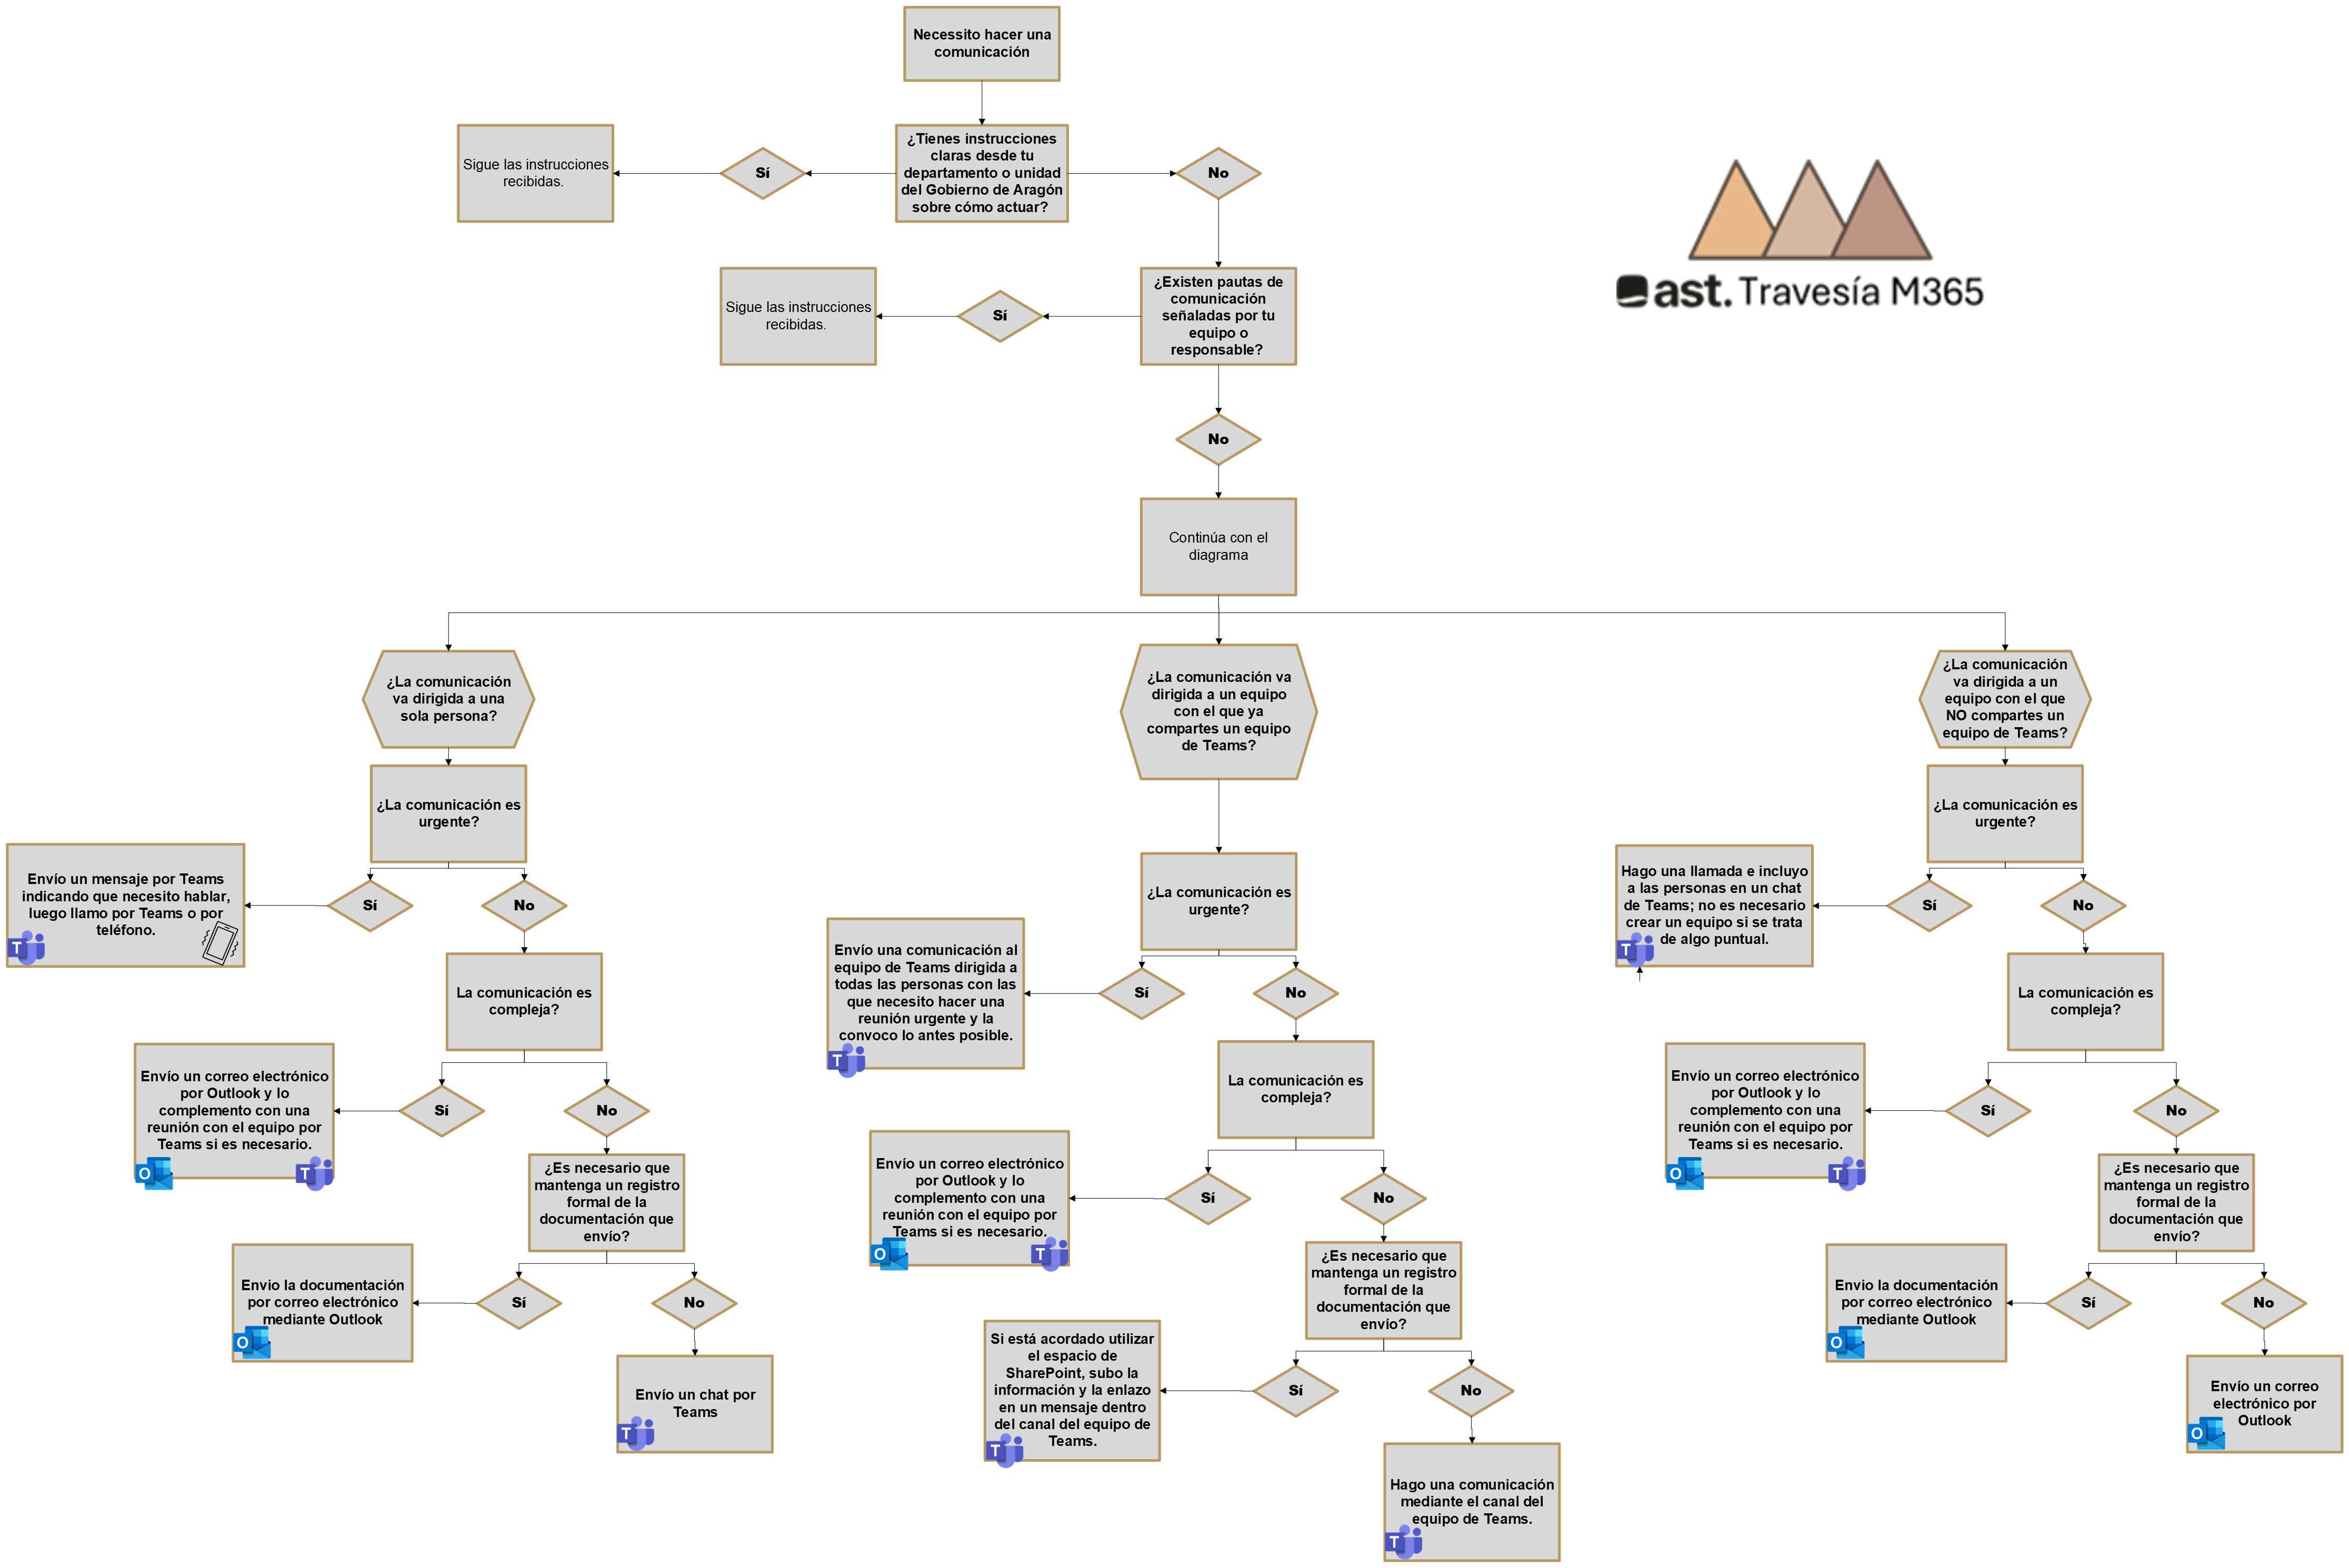 Necessito hacer una
comunicación
¿Tienes instrucciones
claras desde tu
departamento o unidad
del Gobierno de Aragón
sobre cómo actuar?
Sí
No
Sigue las instrucciones
recibidas.
ast. Travesía M365
¿Existen pautas de
comunicación
señaladas por tu
equipo o
responsable?
Sí
Sigue las instrucciones
recibidas.
No
Continúa con el
diagrama
¿La comunicación
va dirigida a una
sola persona?
¿La comunicación es
urgente?
Sí
No
Envío un mensaje por Teams
indicando que necesito hablar,
luego llamo por Teams o por
teléfono.
T
La comunicación es
compleja?
Sí
No
Envío un correo electrónico
por Outlook y lo
complemento con una
reunión con el equipo por
Teams si es necesario.
O
T
¿Es necesario que
mantenga un registro
formal de la
documentación que
envío?
Sí
No
Envio la documentación
por correo electrónico
mediante Outlook
O
Envío un chat por
Teams
T
¿La comunicación va
dirigida a un equipo
con el que ya
compartes un equipo
de Teams?
¿La comunicación es
urgente?
Sí
No
Envío una comunicación al
equipo de Teams dirigida a
todas las personas con las
que necesito hacer una
reunión urgente y la
convoco lo antes posible.
T
La comunicación es
compleja?
Sí
No
Envío un correo electrónico
por Outlook y lo
complemento con una
reunión con el equipo por
Teams si es necesario.
O
T
¿Es necesario que
mantenga un registro
formal de la
documentación que
envío?
Sí
No
Si está acordado utilizar
el espacio de
SharePoint, subo la
información y la enlazo
en un mensaje dentro
del canal del equipo de
Teams.
T
Hago una comunicación
mediante el canal del
equipo de Teams.
T
¿La comunicación
va dirigida a un
equipo con el que
NO compartes un
equipo de Teams?
¿La comunicación es
urgente?
Sí
No
Hago una llamada e incluyo
a las personas en un chat
de Teams; no es necesario
crear un equipo si se trata
de algo puntual.
T
La comunicación es
compleja?
Sí
No
Envío un correo electrónico
por Outlook y lo
complemento con una
reunión con el equipo por
Teams si es necesario.
O
T
¿Es necesario que
mantenga un registro
formal de la
documentación que
envío?
Sí
No
Envio la documentación
por correo electrónico
mediante Outlook
O
Envío un correo
electrónico por
Outlook
O